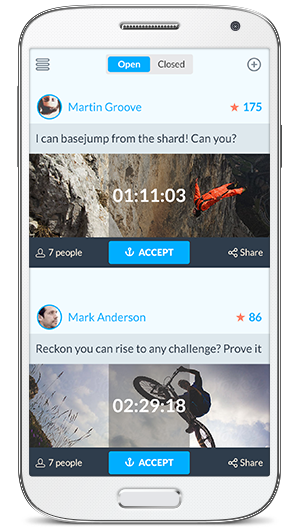 Open Closed
Martin Groove ★ 175
I can basejump from the shard! Can you?
01:11:03
7 people ACCEPT Share
Mark Anderson ★ 86
Reckon you can rise to any challenge? Prove it
02:29:18
7 people ACCEPT Share